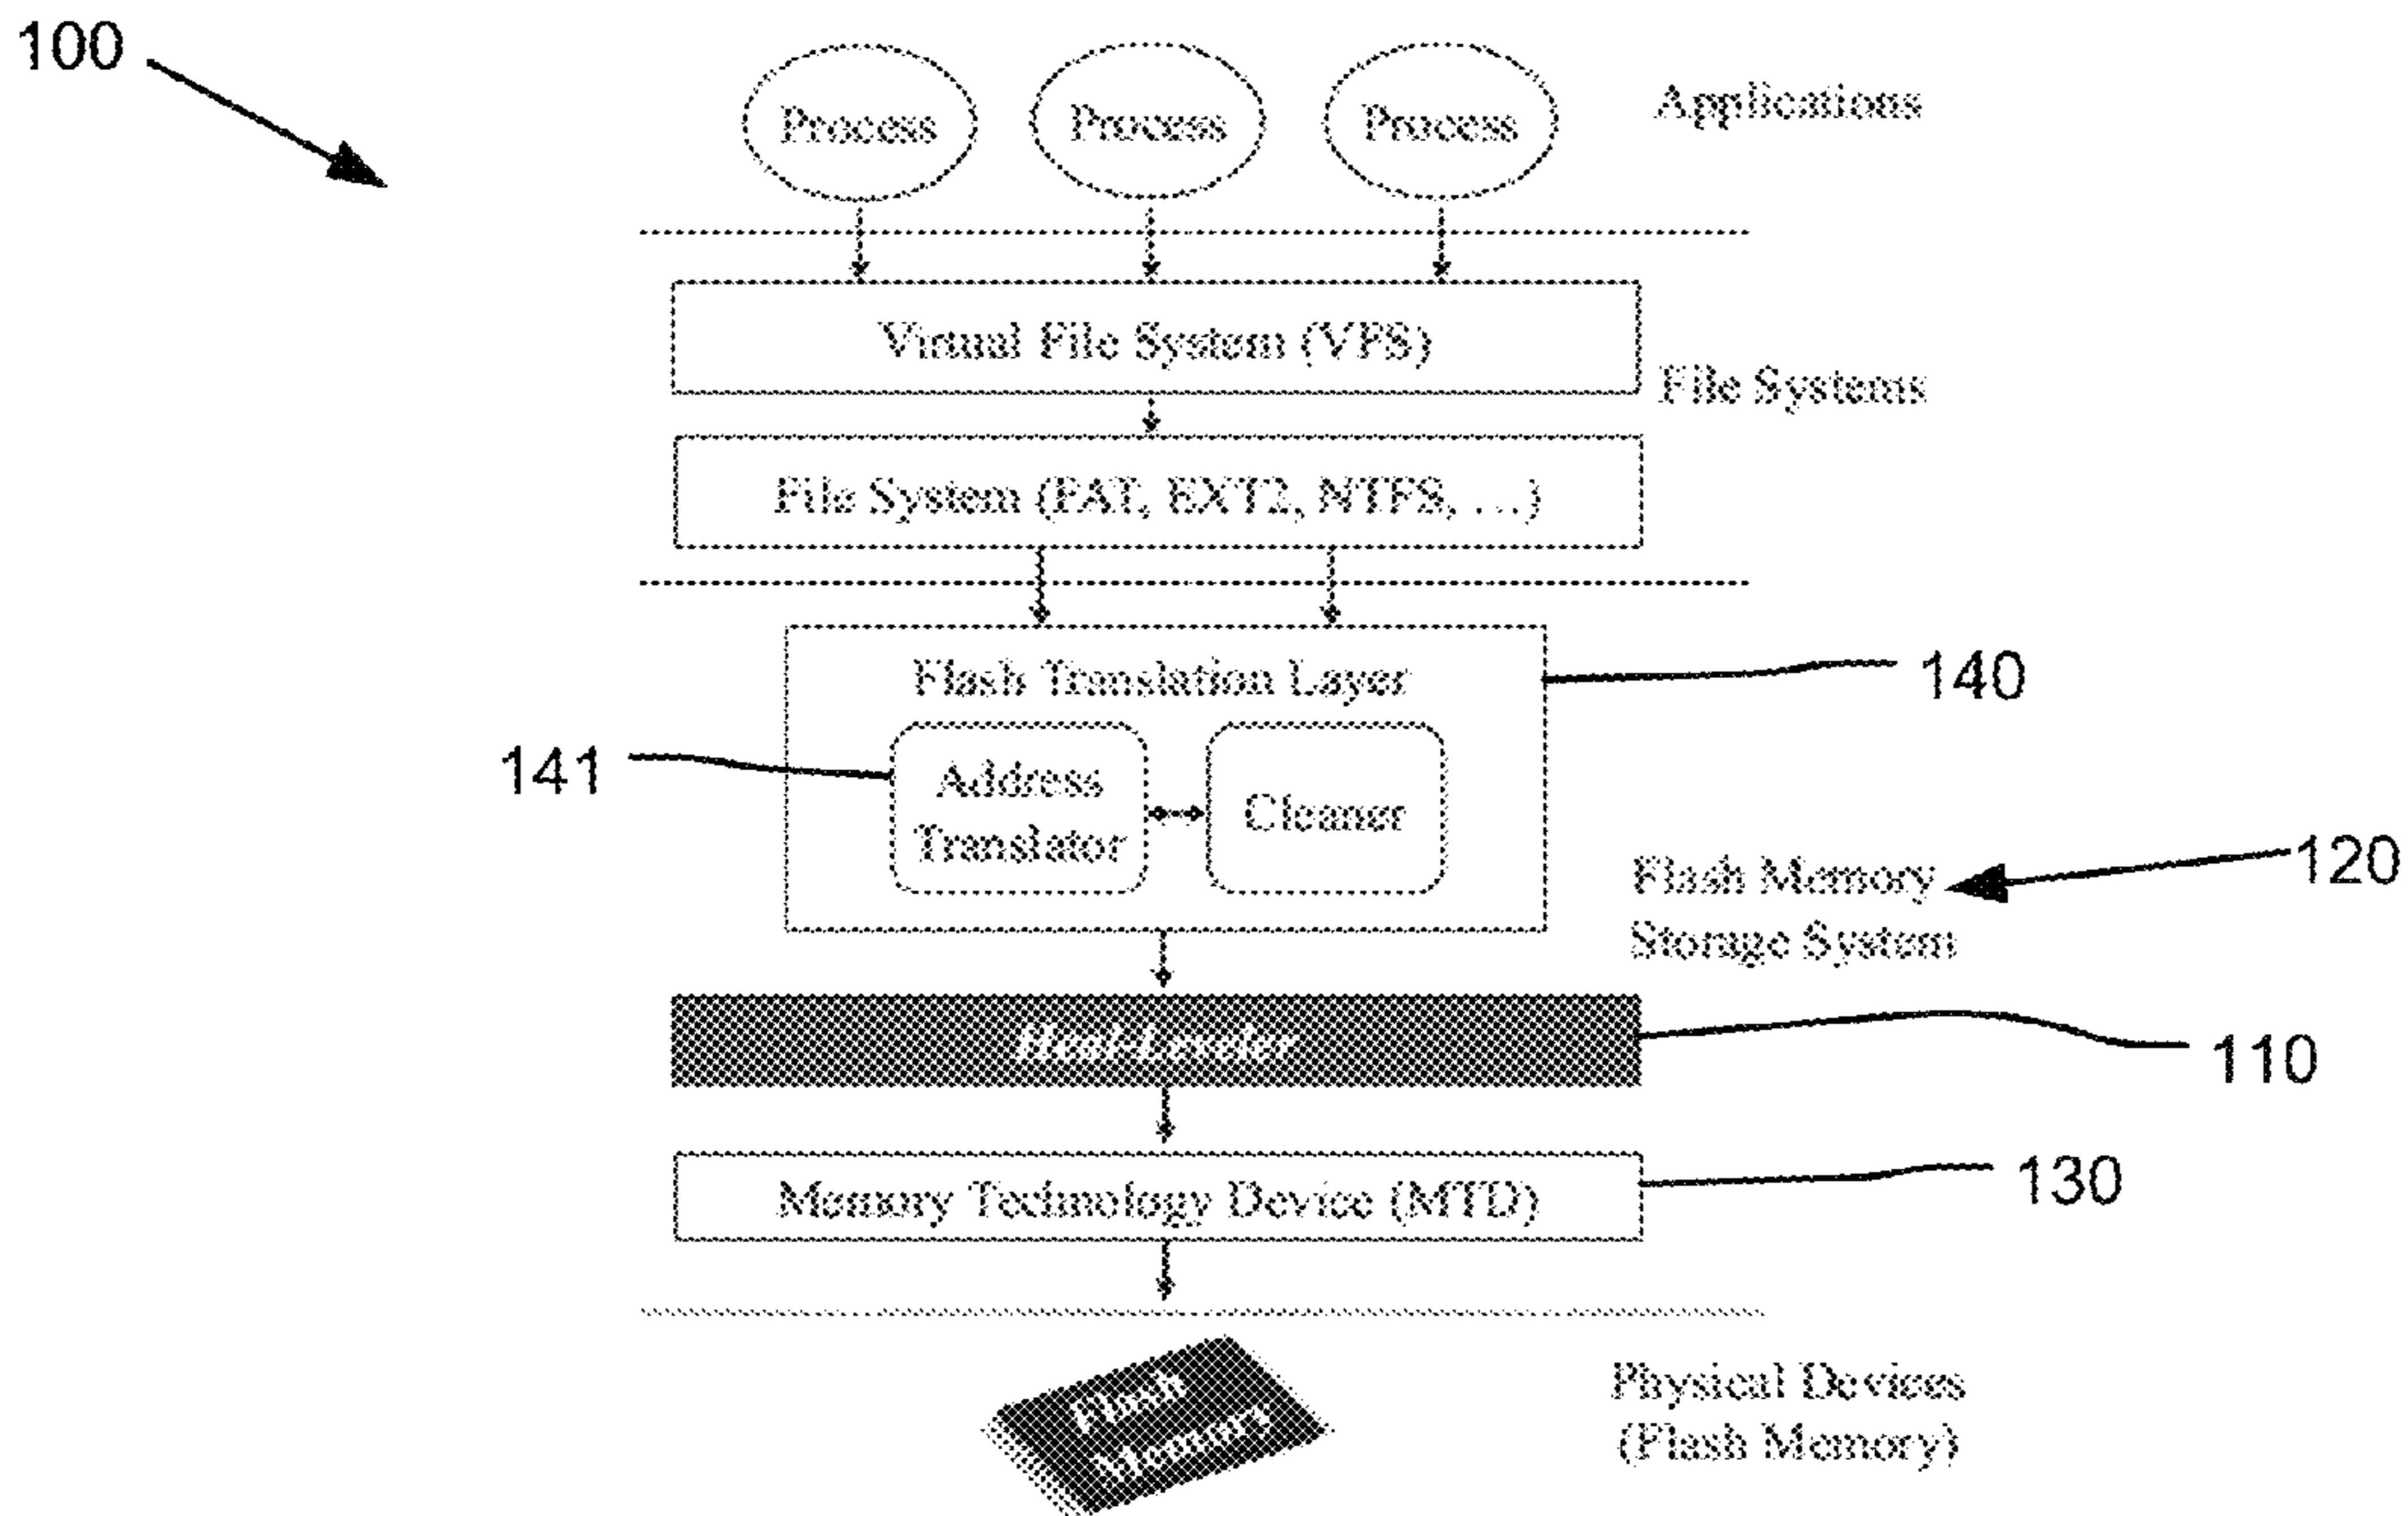 100
Process Process Process Applications
Virtual File System (VFS)
File Systems
File System (FAT, EXT2, NTFS, …)
Flash Translation Layer
140
141
Address
Translator
Cleaner
Flash Memory
Storage System
120
Heal-Leveler
110
Memory Technology Device (MTD)
130
Flash
Memory
Physical Devices
(Flash Memory)